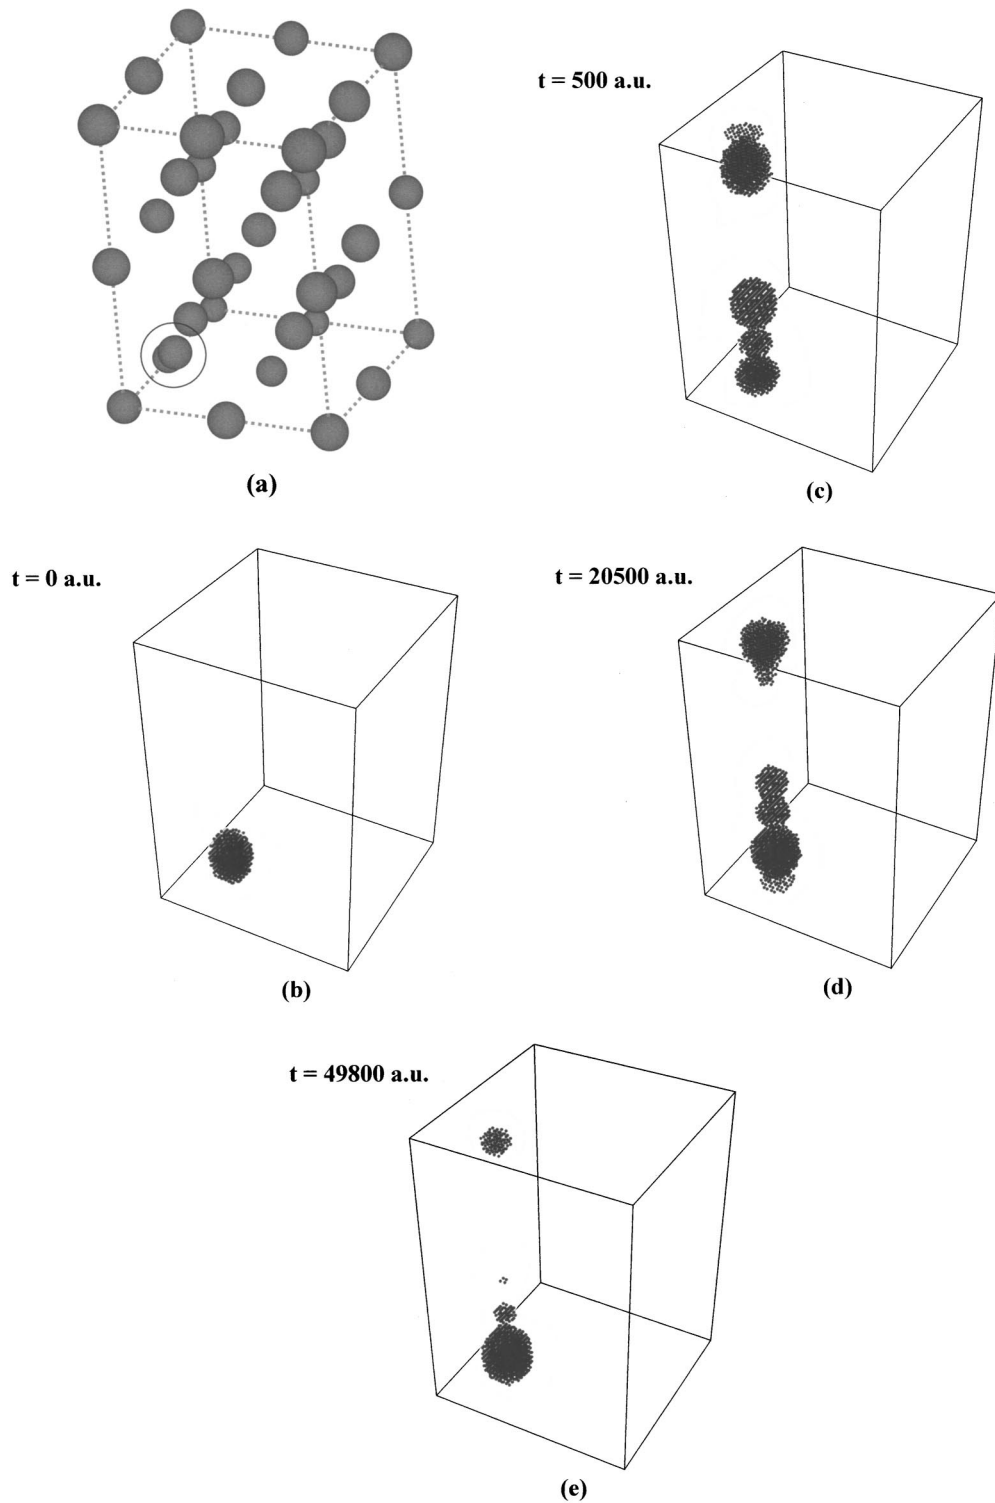 t = 500 a.u.
(a)
(c)
t = 0 a.u.
t = 20500 a.u.
(b)
(d)
t = 49800 a.u.
(e)